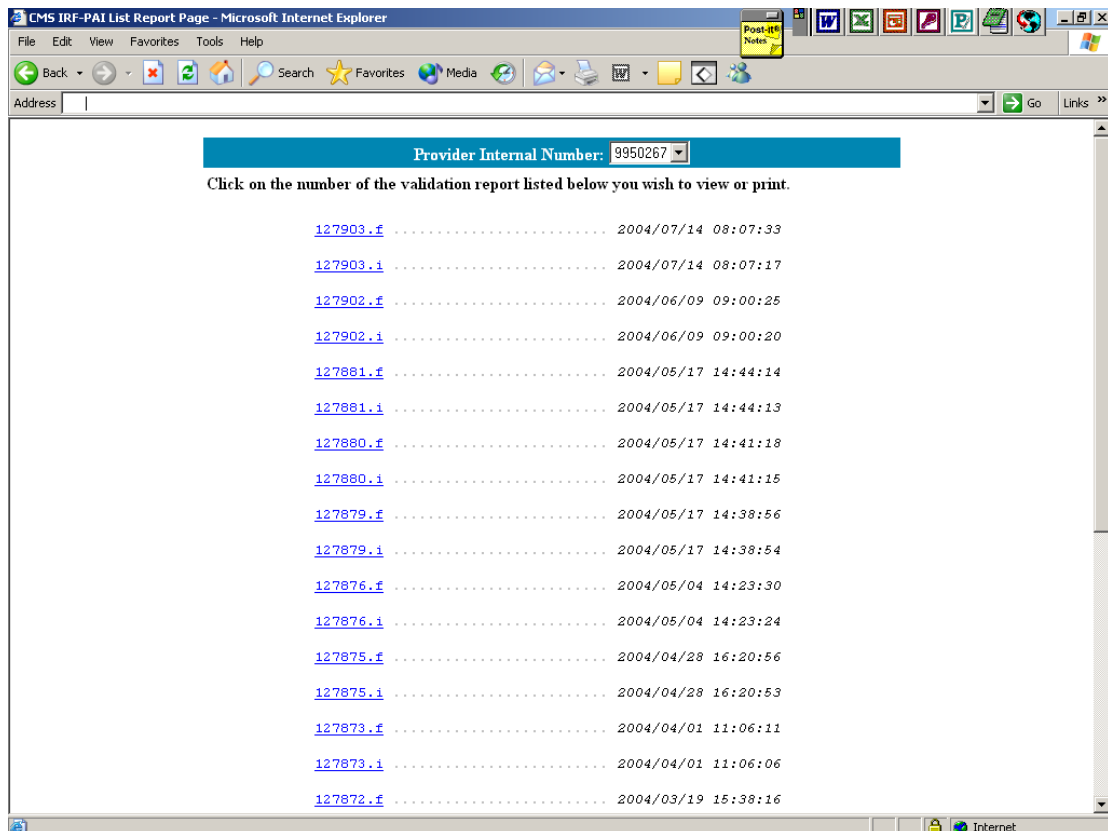 CMS IRF-PAI List Report Page - Microsoft Internet Explorer
Post-it® Notes
File Edit View Favorites Tools Help
Back Search Favorites Media
Address Go Links »
Provider Internal Number: 9950267
Click on the number of the validation report listed below you wish to view or print.
127903.f ......................... 2004/07/14 08:07:33
127903.i ......................... 2004/07/14 08:07:17
127902.f ......................... 2004/06/09 09:00:25
127902.i ......................... 2004/06/09 09:00:20
127881.f ......................... 2004/05/17 14:44:14
127881.i ......................... 2004/05/17 14:44:13
127880.f ......................... 2004/05/17 14:41:18
127880.i ......................... 2004/05/17 14:41:15
127879.f ......................... 2004/05/17 14:38:56
127879.i ......................... 2004/05/17 14:38:54
127876.f ......................... 2004/05/04 14:23:30
127876.i ......................... 2004/05/04 14:23:24
127875.f ......................... 2004/04/28 16:20:56
127875.i ......................... 2004/04/28 16:20:53
127873.f ......................... 2004/04/01 11:06:11
127873.i ......................... 2004/04/01 11:06:06
127872.f ......................... 2004/03/19 15:38:16
Internet